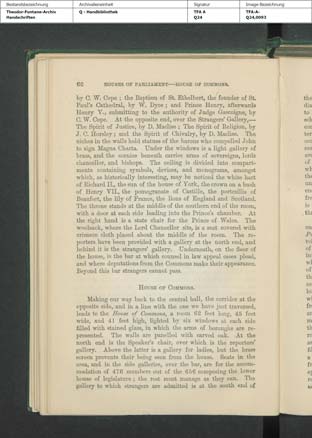 Bestandsbezeichnung Archivalieneinheit Signatur Image-Bezeichnung
Theodor-Fontane-Archiv Q - Handbibliothek TFA A TFA-A-
Handschriften Q24 Q24,0093
62 HOUSES OF PARLIAMENT—HOUSE OF COMMONS.
by C. W. Cope ; the Baptism of St. Ethelbert, the founder of St.
Paul's Cathedral, by W. Dyce ; and Prince Henry, afterwards
Henry V., submitting to the authority of Judge Gascoigne, by
C. W. Cope. At the opposite end, over the Strangers' Gallery,—
The Spirit of Justice, by D. Maclise ; The Spirit of Religion, by
J. C. Horsley ; and the Spirit of Chivalry, by D. Maclise. The
niches in the walls hold statues of the barons who compelled John
to sign Magna Charta. Under the windows is a light gallery of
brass, and the cornice beneath carries arms of sovereigns, lords
chancellor, and bishops. The ceiling is divided into compart-
ments containing symbols, devices, and monograms, amongst
which, as historically interesting, may be noticed the white hart
of Richard II., the sun of the house of York, the crown on a bush
of Henry VII., the pomegranate of Castille, the portcullis of
Beaufort, the lily of France, the lions of England and Scotland.
The throne stands at the middle of the southern end of the room,
with a door at each side leading into the Prince's chamber. At
the right hand is a state chair for the Prince of Wales. The
woolsack, where the Lord Chancellor sits, is a seat covered with
crimson cloth placed about the middle of the room. The re-
porters have been provided with a gallery at the north end, and
behind it is the strangers' gallery. Underneath, on the floor of
the house, is the bar at which counsel in law appeal cases plead,
and where deputations from the Commons make their appearance.
Beyond this bar strangers cannot pass.
HOUSE OF COMMONS.
Making our way back to the central hall, the corridor at the
opposite side, and in a line with the one we have just traversed,
leads to the House of Commons, a room 62 feet long, 45 feet
wide, and 41 feet high, lighted by six windows at each side
filled with stained glass, in which the arms of boroughs are re-
presented. The walls are panelled with carved oak. At the
north end is the Speaker's chair, over which is the reporters'
gallery. Above the latter is a gallery for ladies, but the brass
screen prevents their being seen from the house. Seats in the
area, and in the side galleries, over the bar, are for the accom-
modation of 476 members out of the 656 composing the lower
house of legislature ; the rest must manage as they can. The
gallery to which strangers are admitted is at the south end of